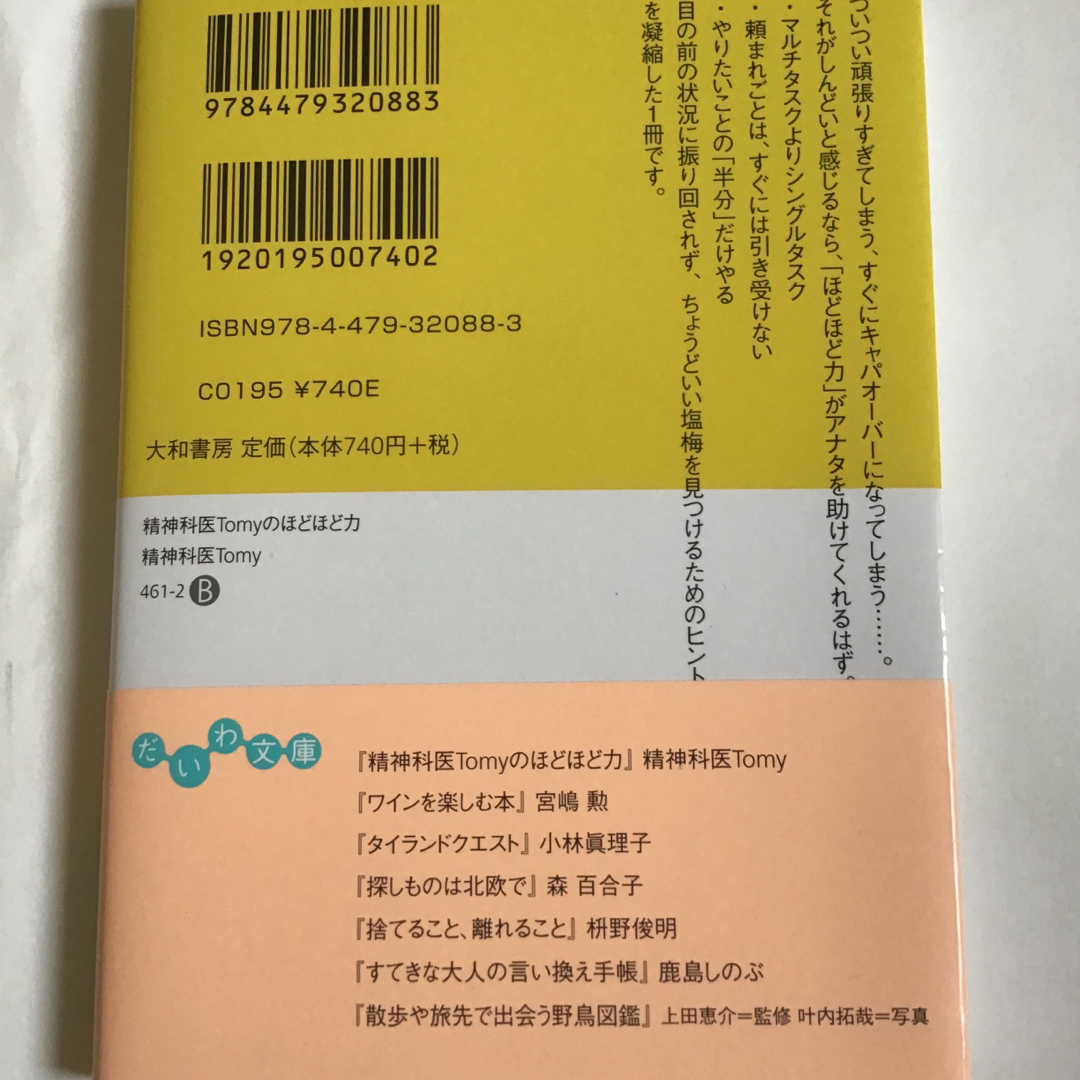 9784479320883
1920195007402
ISBN978-4-479-32088-3
C0195 ¥740E
大和書房 定価(本体740円+税)
ついつい頑張りすぎてしまう、すぐにキャパオーバーになってしまう……。
それがしんどいと感じるなら、「ほどほど力」がアナタを助けてくれるはず。
・マルチタスクよりシングルタスク
・頼まれごとは、すぐには引き受けない
・やりたいことの「半分」だけやる
目の前の状況に振り回されず、ちょうどいい塩梅を見つけるためのヒント
を凝縮した1冊です。
精神科医Tomyのほどほど力
精神科医Tomy
461-2 B
だいわ文庫
『精神科医Tomyのほどほど力』 精神科医Tomy
『ワインを楽しむ本』 宮嶋 勲
『タイランドクエスト』 小林眞理子
『探しものは北欧で』 森 百合子
『捨てること、離れること』 枡野俊明
『すてきな大人の言い換え手帳』 鹿島しのぶ
『散歩や旅先で出会う野鳥図鑑』 上田恵介=監修 叶内拓哉=写真